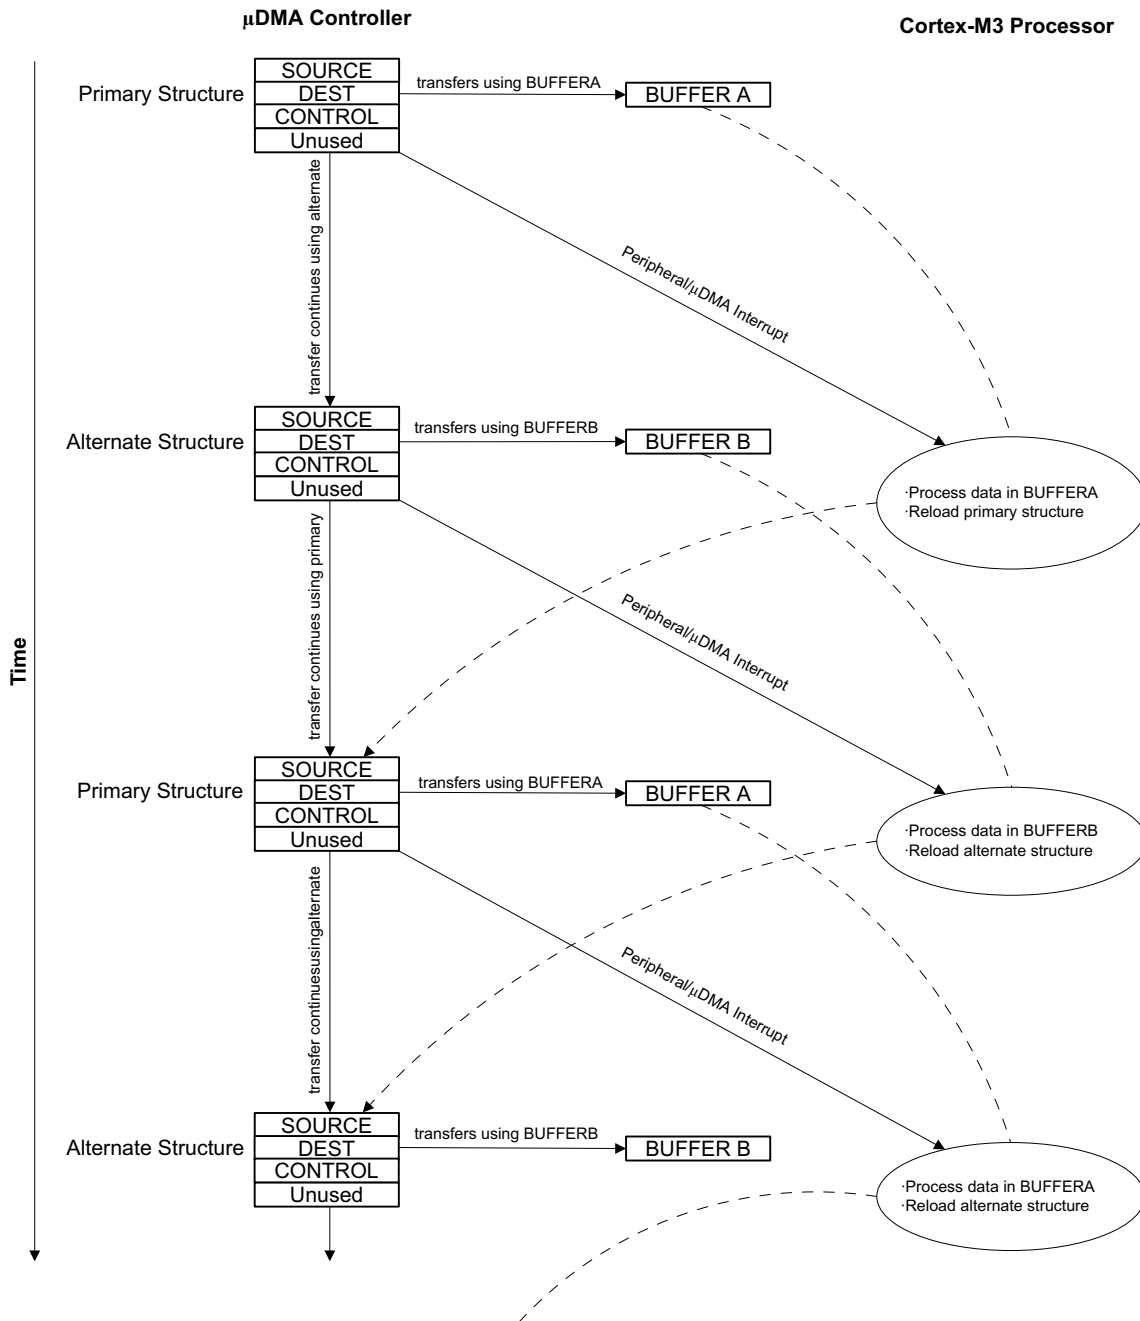 µDMA Controller
Cortex-M3 Processor
Time
Primary Structure
SOURCE
DEST
CONTROL
Unused
transfers using BUFFERA
BUFFER A
transfer continues using alternate
Peripheral/µDMA Interrupt
·Process data in BUFFERA
·Reload primary structure
Alternate Structure
SOURCE
DEST
CONTROL
Unused
transfers using BUFFERB
BUFFER B
transfer continues using primary
Peripheral/µDMA Interrupt
·Process data in BUFFERB
·Reload alternate structure
Primary Structure
SOURCE
DEST
CONTROL
Unused
transfers using BUFFERA
BUFFER A
transfer continuesusingalternate
Peripheral/µDMA Interrupt
·Process data in BUFFERA
·Reload alternate structure
Alternate Structure
SOURCE
DEST
CONTROL
Unused
transfers using BUFFERB
BUFFER B